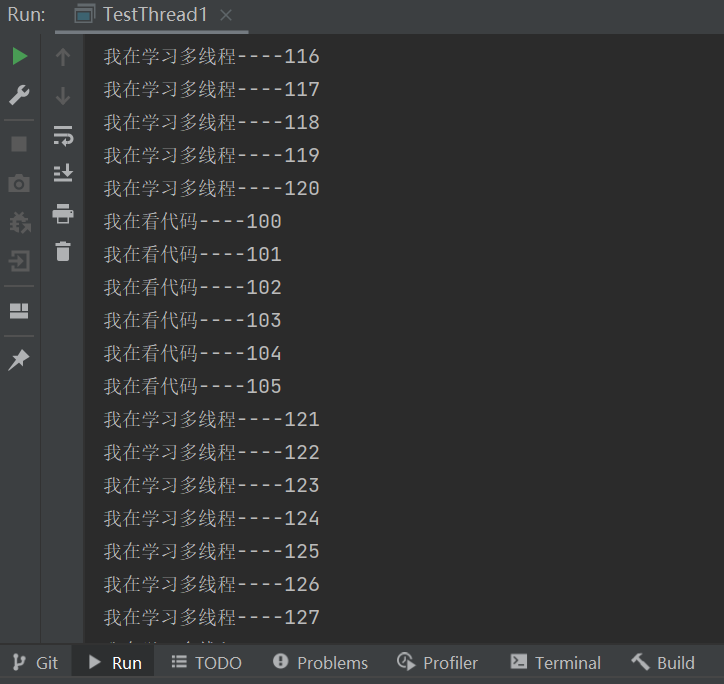 Run: TestThread1
我在学习多线程----116
我在学习多线程----117
我在学习多线程----118
我在学习多线程----119
我在学习多线程----120
我在看代码----100
我在看代码----101
我在看代码----102
我在看代码----103
我在看代码----104
我在看代码----105
我在学习多线程----121
我在学习多线程----122
我在学习多线程----123
我在学习多线程----124
我在学习多线程----125
我在学习多线程----126
我在学习多线程----127
Git Run TODO Problems Profiler Terminal Build